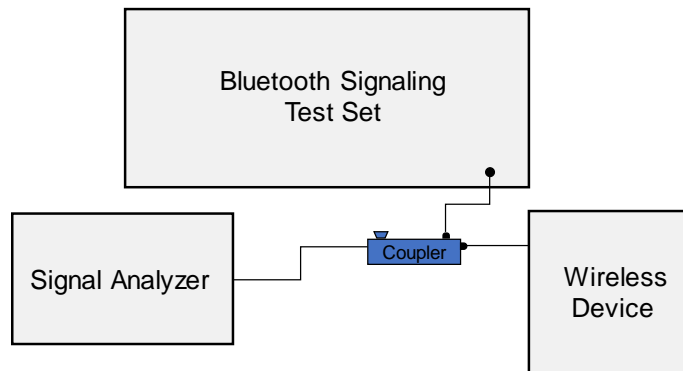 Bluetooth Signaling
Test Set
Signal Analyzer
Coupler
Wireless
Device